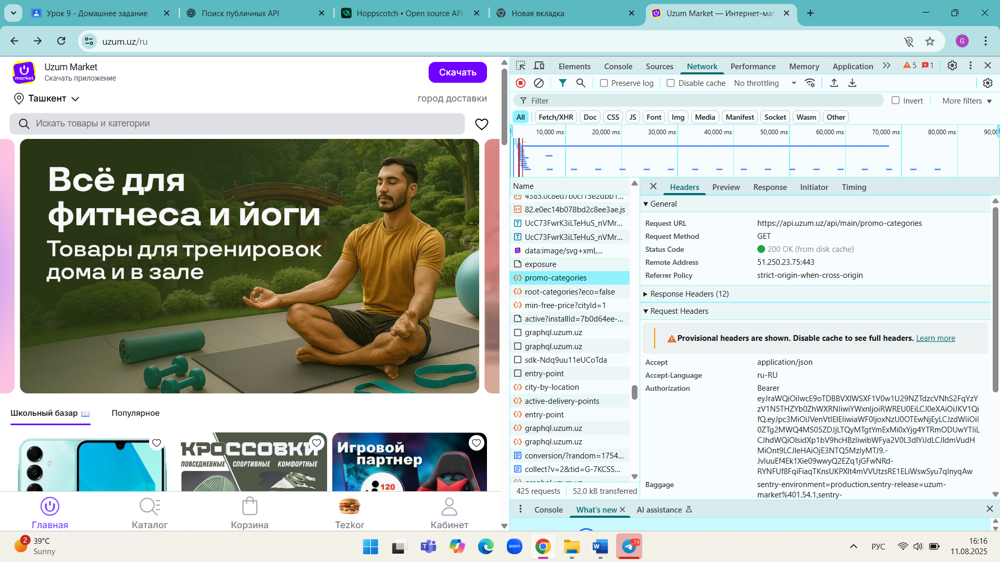 Урок 9 - Домашнее задание
Поиск публичных API
Hoppscotch • Open source API
Новая вкладка
Uzum Market — Интернет-маг
uzum.uz/ru
G
market
Uzum Market
Скачать приложение
Скачать
Ташкент
город доставки
Искать товары и категории
Всё для
фитнеса и йоги
Товары для тренировок
дома и в зале
Школьный базар
Популярное
КРОССОВКИ
ПОВСЕДНЕВНЫЕ СПОРТИВНЫЕ КОМФОРТНЫЕ
Игровой
партнер
120
Главная
Каталог
Корзина
Tezkor
Кабинет
Elements
Console
Sources
Network
Performance
Memory
Application
5
1
Preserve log
Disable cache
No throttling
Filter
Invert
More filters
All
Fetch/XHR
Doc
CSS
JS
Font
Img
Media
Manifest
Socket
Wasm
Other
10,000 ms
20,000 ms
30,000 ms
40,000 ms
50,000 ms
60,000 ms
70,000 ms
80,000 ms
90,00
Name
82.e0ec14b078bd2c8ee3ae.js
UcC73FwrK3iLTeHuS_nVMr...
UcC73FwrK3iLTeHuS_nVMr...
data:image/svg+xml,...
exposure
promo-categories
root-categories?eco=false
min-free-price?cityId=1
active?installId=7b0d64ee-...
graphql.uzum.uz
graphql.uzum.uz
sdk-Ndq9uu11eUCoTda
entry-point
city-by-location
active-delivery-points
entry-point
graphql.uzum.uz
graphql.uzum.uz
conversion/?random=1754...
collect?v=2&tid=G-7KCSS...
graphql.uzum.uz
425 requests
52.0 kB transferred
Headers
Preview
Response
Initiator
Timing
General
Request URL
https://api.uzum.uz/api/main/promo-categories
Request Method
GET
Status Code
200 OK (from disk cache)
Remote Address
51.250.23.75:443
Referrer Policy
strict-origin-when-cross-origin
Response Headers (12)
Request Headers
Provisional headers are shown. Disable cache to see full headers. Learn more
Accept
application/json
Accept-Language
ru-RU
Authorization
Bearer
Baggage
sentry-environment=production,sentry-release=uzum-
market%401.54.1,sentry-
Console
What's new
AI assistance
2
39°C
Sunny
zoom
..19
РУС
16:16
11.08.2025